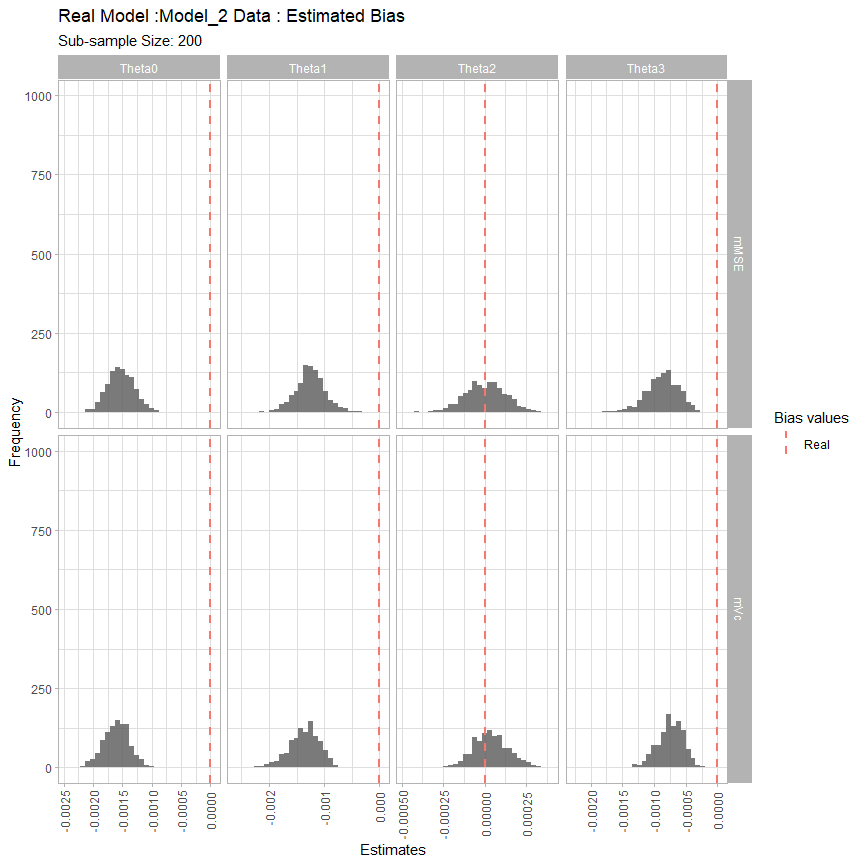 Real Model :Model_2 Data : Estimated Bias
Sub-sample Size: 200
Theta0 Theta1 Theta2 Theta3
1000
750
500
250
0
mMSE
1000
750
500
250
0
mVc
Frequency
-0.0025 -0.0020 -0.0015 -0.0010 -0.0005 0.0000
-0.002 -0.001 0.000
-0.00050 -0.00025 0.00000 0.00025
-0.0020 -0.0015 -0.0010 -0.0005 0.0000
Estimates
Bias values
Real